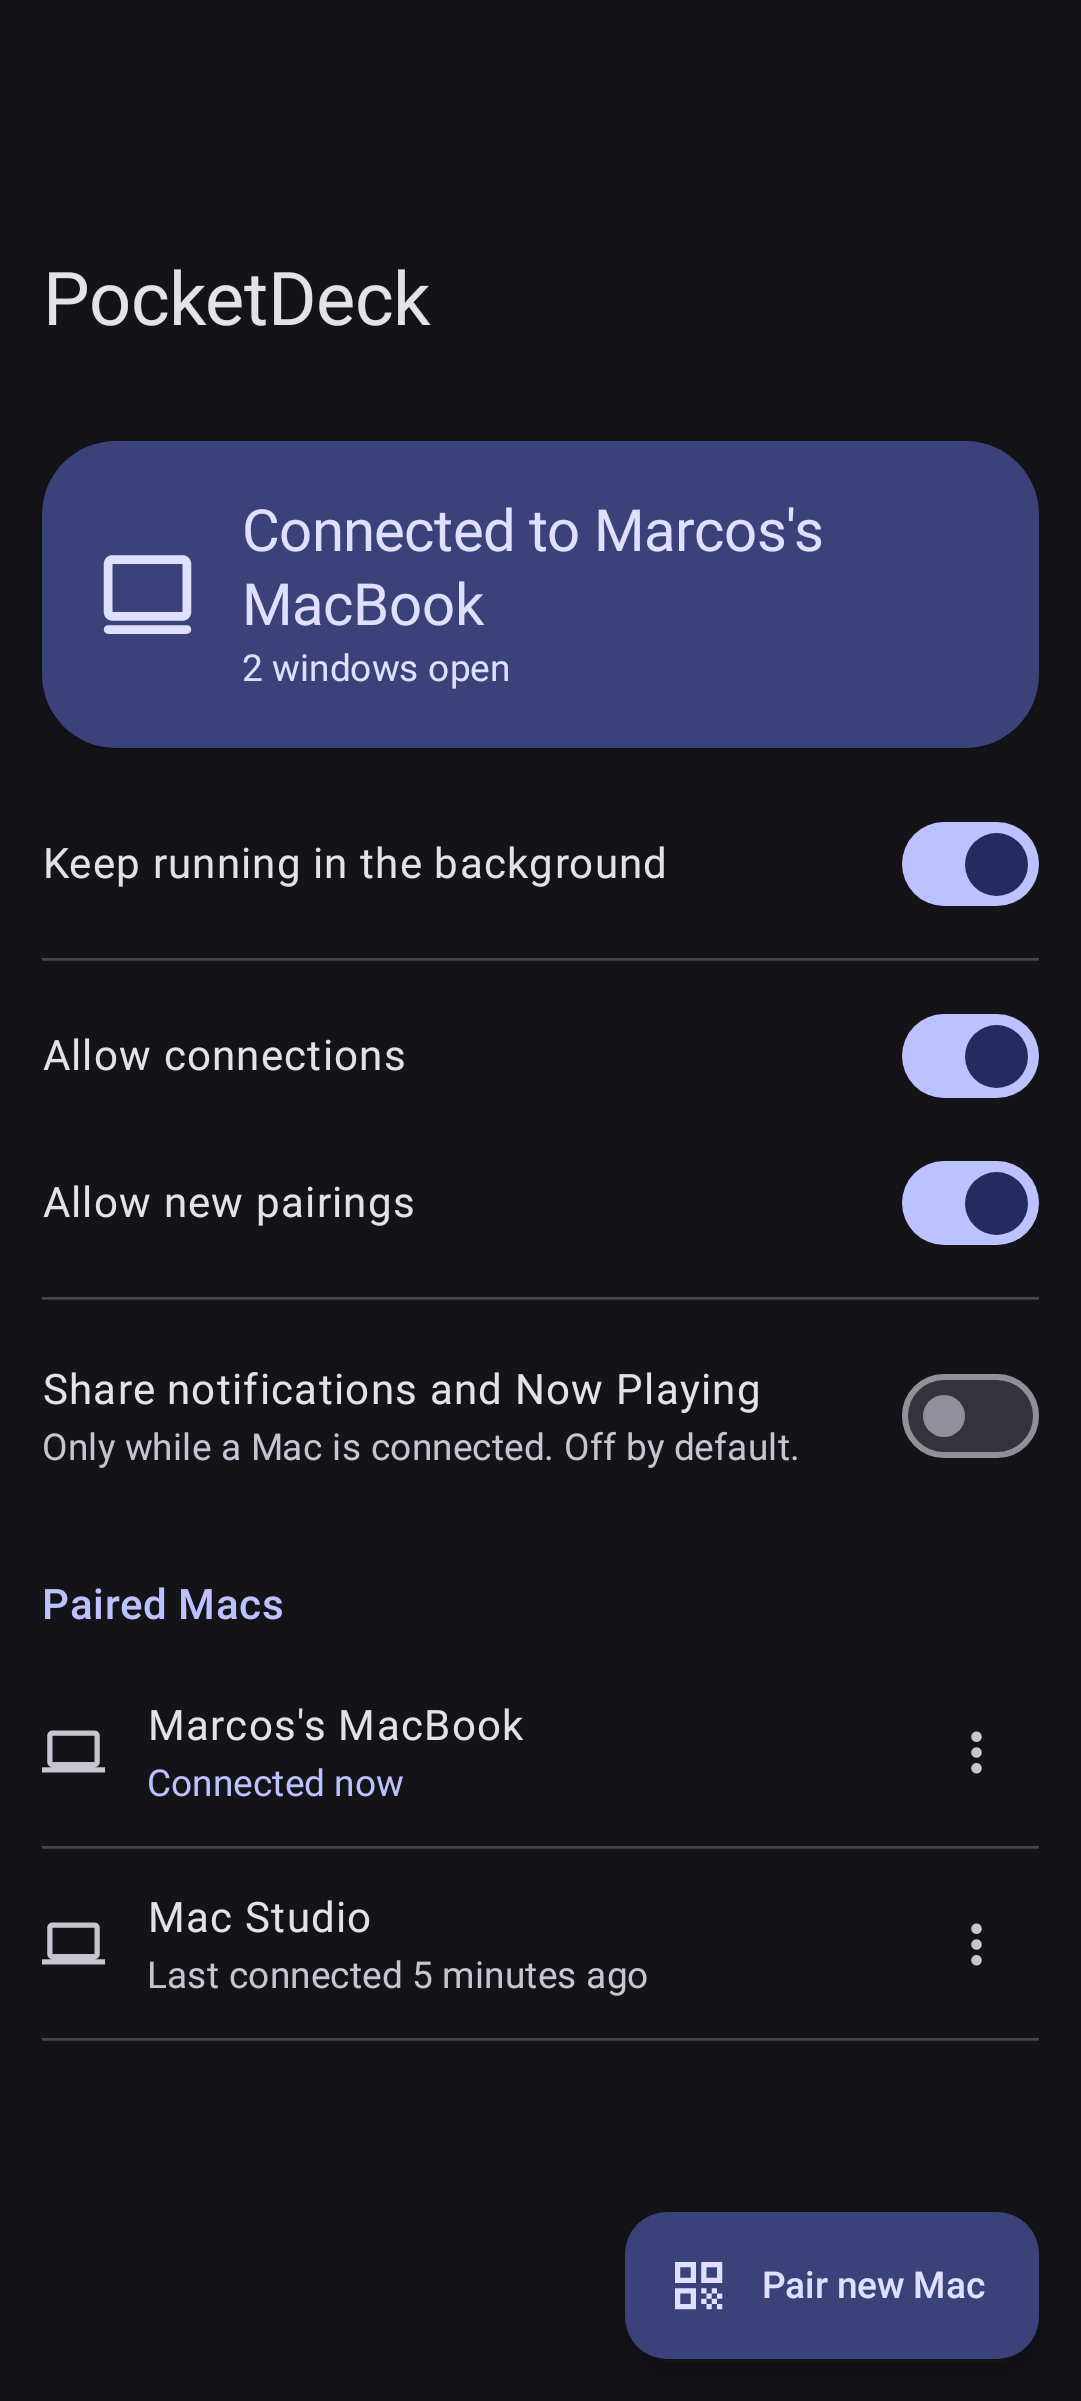 PocketDeck
Connected to Marcos's
MacBook
2 windows open
Keep running in the background
Allow connections
Allow new pairings
Share notifications and Now Playing
Only while a Mac is connected. Off by default.
Paired Macs
Marcos's MacBook
Connected now
Mac Studio
Last connected 5 minutes ago
Pair new Mac